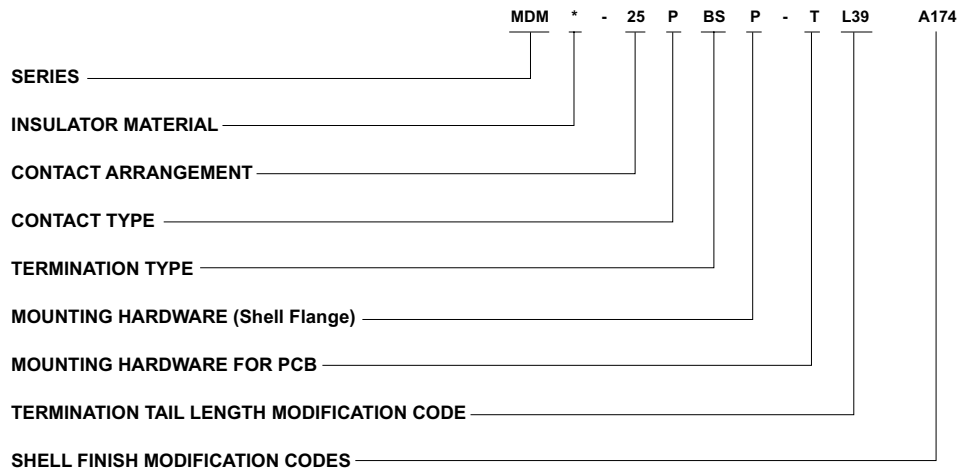 MDM * - 25 P BS P - T L39 A174
SERIES
INSULATOR MATERIAL
CONTACT ARRANGEMENT
CONTACT TYPE
TERMINATION TYPE
MOUNTING HARDWARE (Shell Flange)
MOUNTING HARDWARE FOR PCB
TERMINATION TAIL LENGTH MODIFICATION CODE
SHELL FINISH MODIFICATION CODES